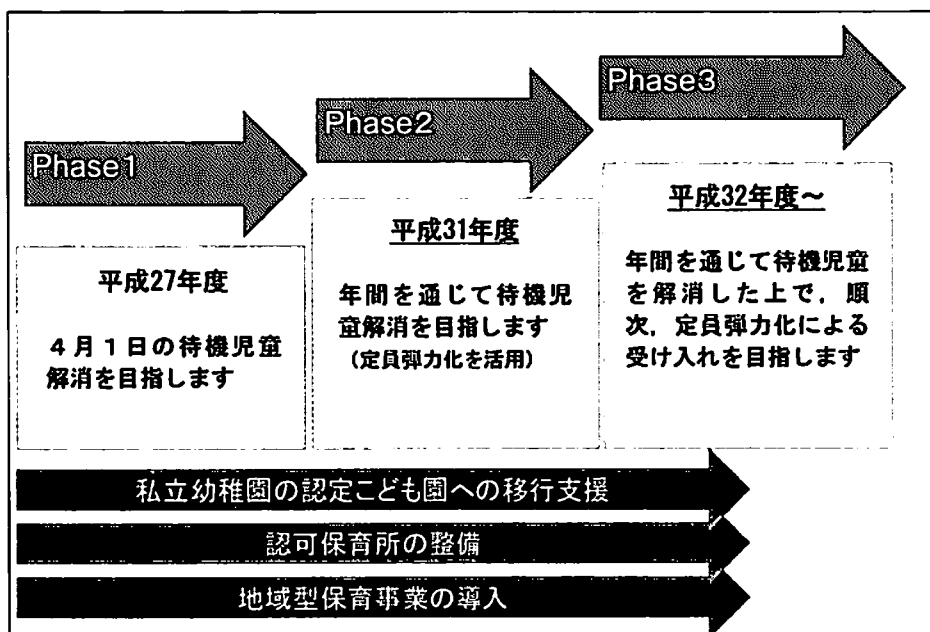 Phase1
平成27年度
４月１日の待機児童
解消を目指します
Phase2
平成31年度
年間を通じて待機児
童解消を目指します
（定員弾力化を活用）
Phase3
平成32年度～
年間を通じて待機児童
を解消した上で，順
次，定員弾力化による
受け入れを目指します
私立幼稚園の認定こども園への移行支援
認可保育所の整備
地域型保育事業の導入